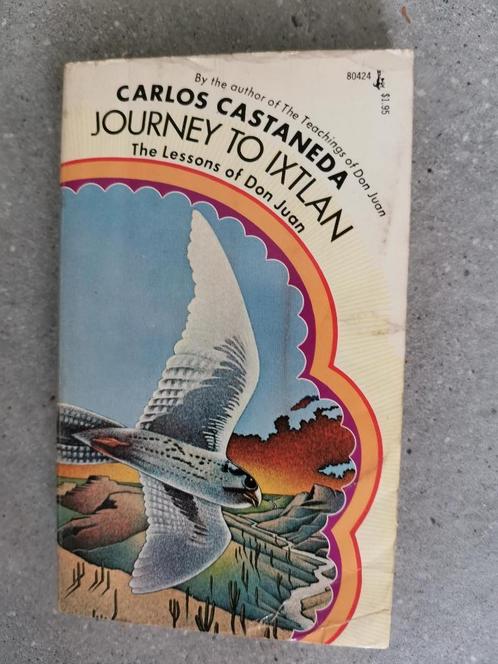 80424
$1.95
By the author of The Teachings of Don Juan
CARLOS CASTANEDA
JOURNEY TO IXTLAN
The Lessons of Don Juan